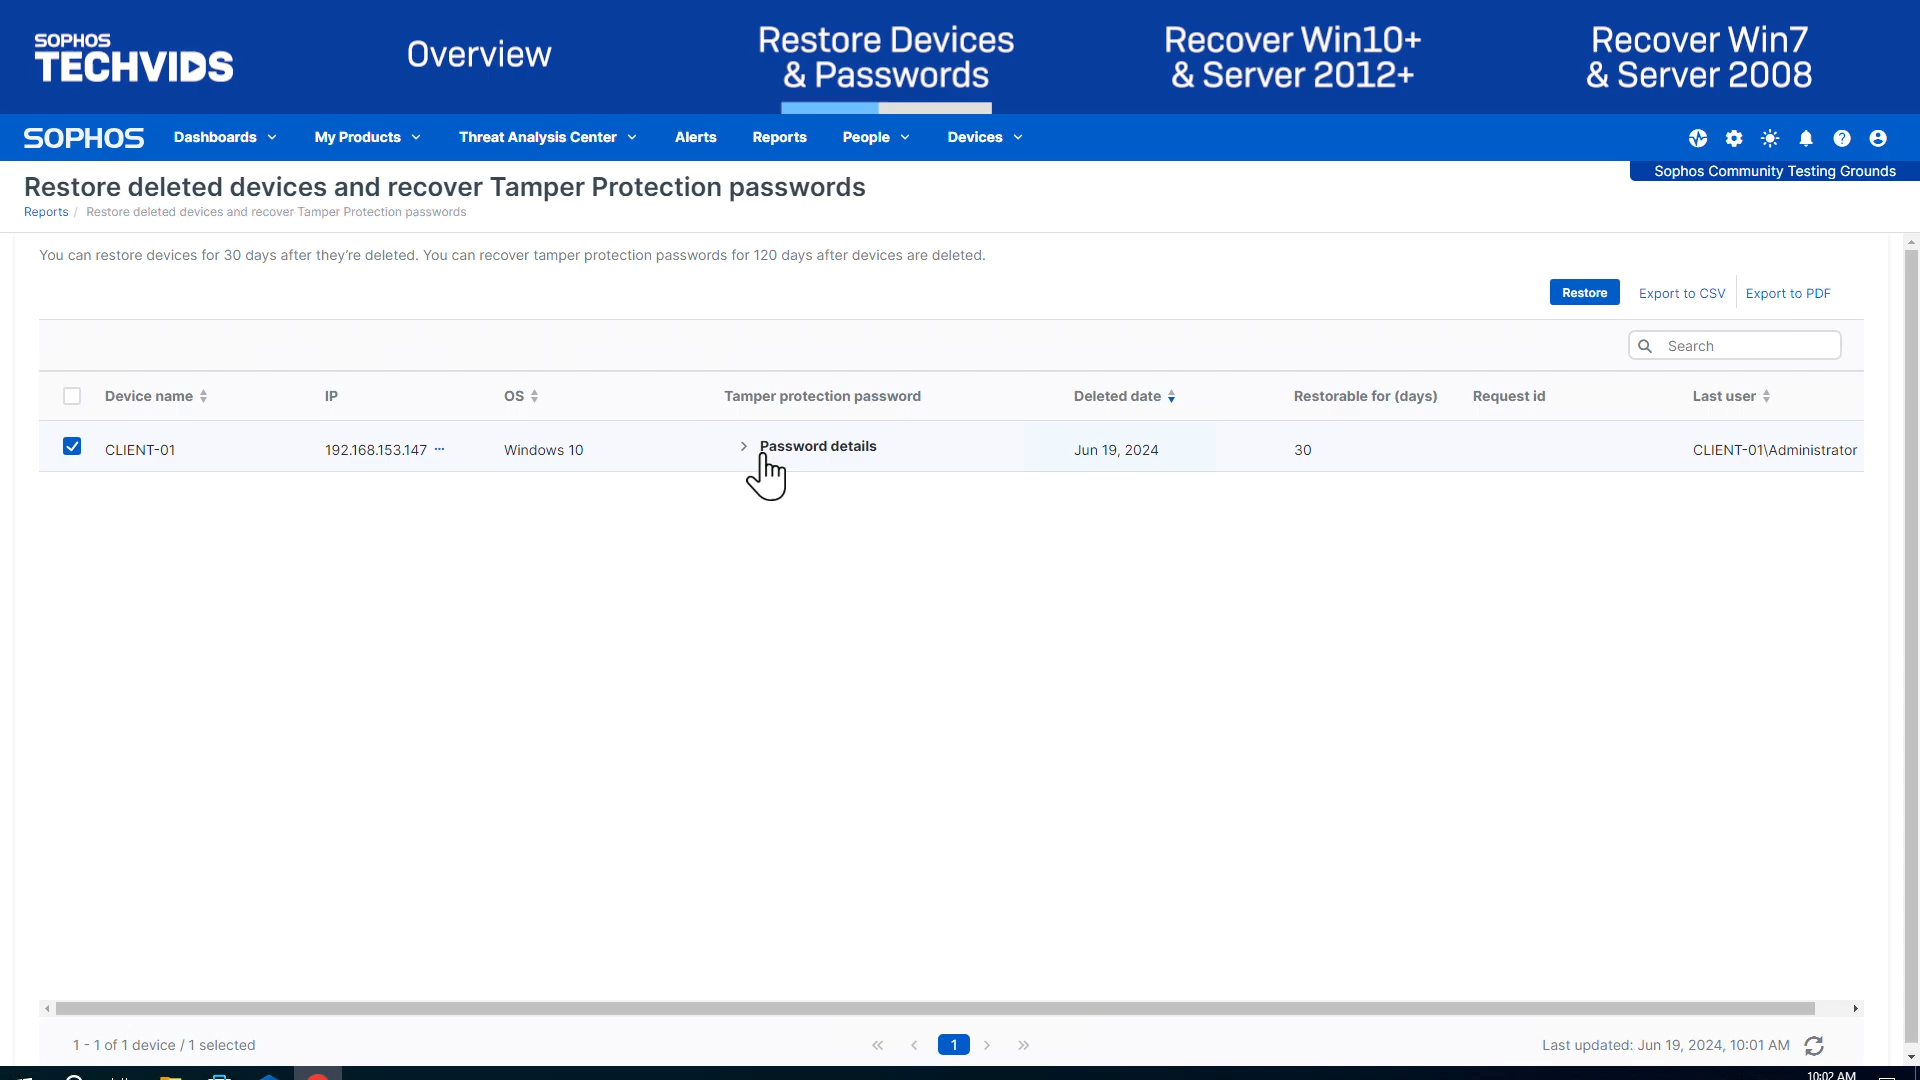 SOPHOS
TECHVIDS
Overview
Restore Devices
& Passwords
Recover Win10+
& Server 2012+
Recover Win7
& Server 2008
SOPHOS Dashboards My Products Threat Analysis Center Alerts Reports People Devices
Sophos Community Testing Grounds
Restore deleted devices and recover Tamper Protection passwords
Reports / Restore deleted devices and recover Tamper Protection passwords
You can restore devices for 30 days after they're deleted. You can recover tamper protection passwords for 120 days after devices are deleted.
Restore Export to CSV Export to PDF
Search
Device name IP OS Tamper protection password Deleted date Restorable for (days) Request id Last user
CLIENT-01 192.168.153.147 ... Windows 10 Password details Jun 19, 2024 30 CLIENT-01\Administrator
1 - 1 of 1 device / 1 selected
1
Last updated: Jun 19, 2024, 10:01 AM
10:02 AM